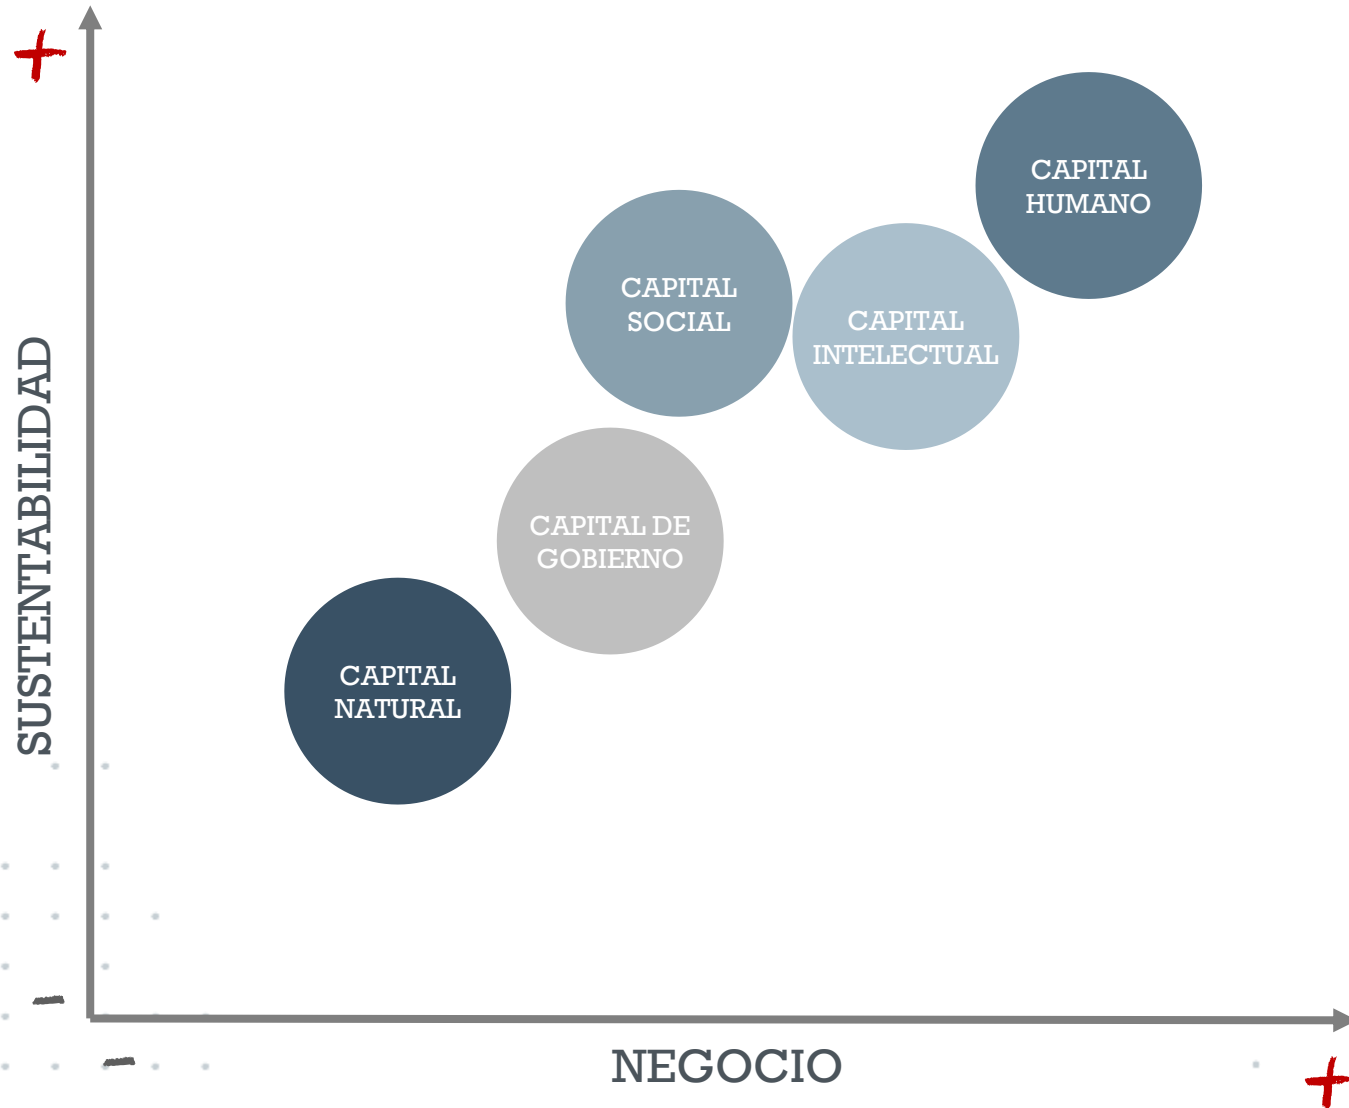 +
CAPITAL
HUMANO
CAPITAL
SOCIAL
CAPITAL
INTELECTUAL
CAPITAL DE
GOBIERNO
CAPITAL
NATURAL
SUSTENTABILIDAD
-
-
NEGOCIO
+